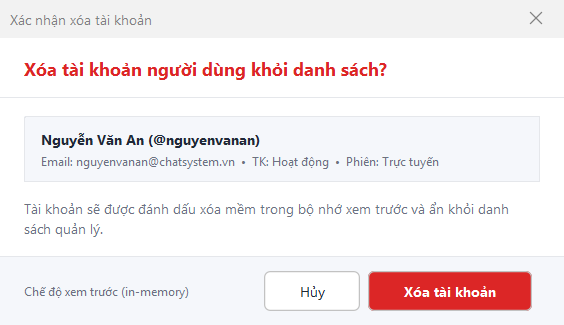 Xác nhận xóa tài khoản
Xóa tài khoản người dùng khỏi danh sách?
Nguyễn Văn An (@nguyenvanan)
Email: nguyenvanan@chatsystem.vn • TK: Hoạt động • Phiên: Trực tuyến
Tài khoản sẽ được đánh dấu xóa mềm trong bộ nhớ xem trước và ẩn khỏi danh
sách quản lý.
Chế độ xem trước (in-memory)
Hủy
Xóa tài khoản